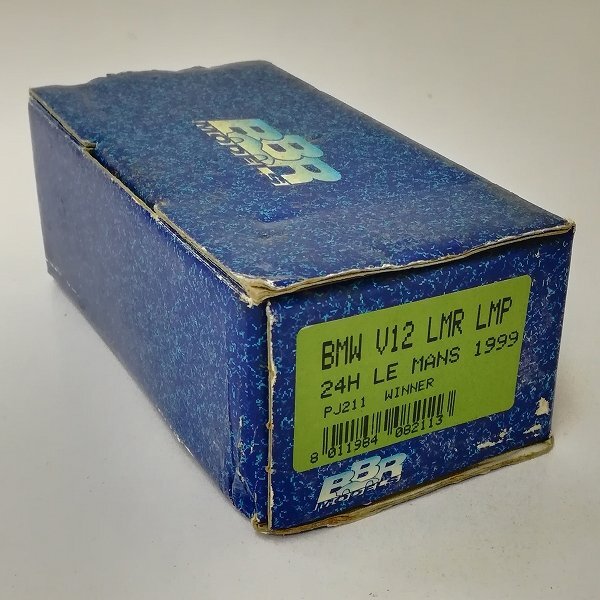 BBR
MODELS
BMW V12 LMR LMP
24H LE MANS 1999
PJ211 WINNER
8 011984 082113
BBR
MODELS